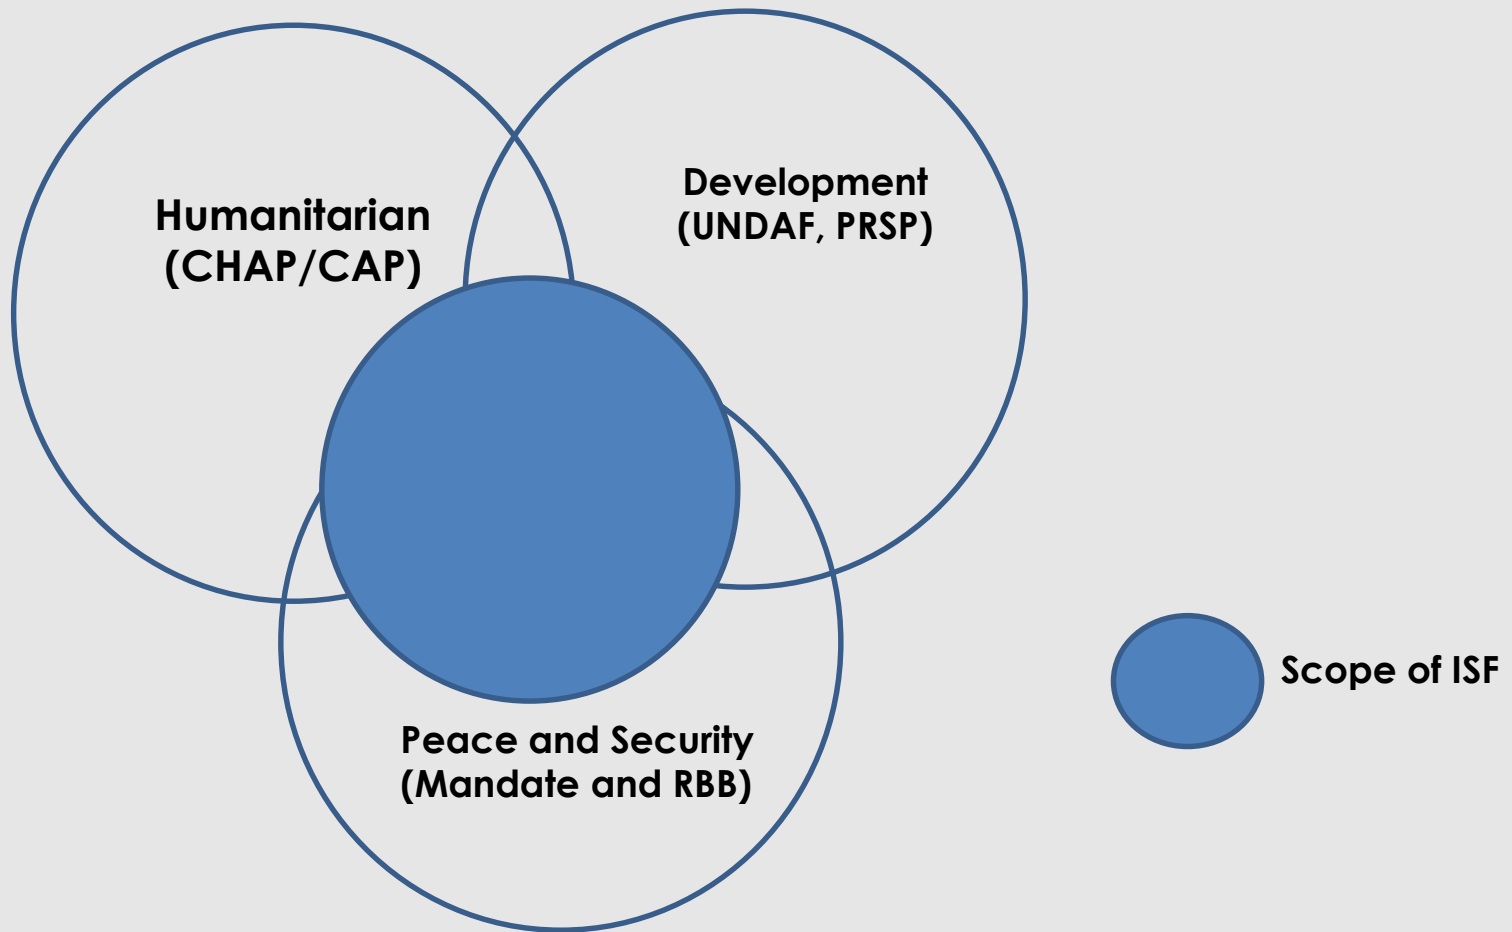 Humanitarian
(CHAP/CAP)
Development
(UNDAF, PRSP)
Peace and Security
(Mandate and RBB)
Scope of ISF